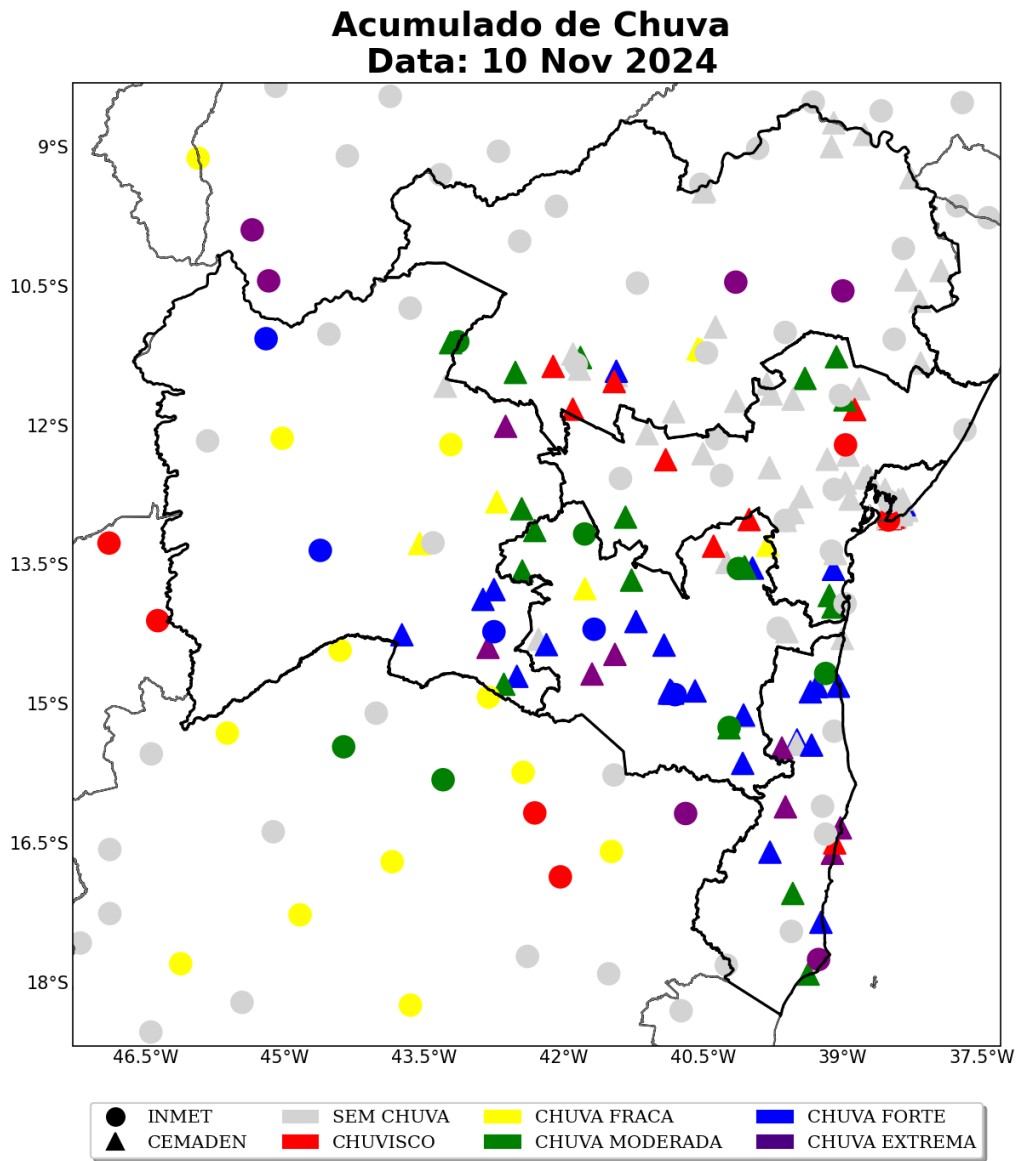 Acumulado de Chuva
Data: 10 Nov 2024
9°S
10.5°S
12°S
13.5°S
15°S
16.5°S
18°S
46.5°W 45°W 43.5°W 42°W 40.5°W 39°W 37.5°W
INMET SEM CHUVA CHUVA FRACA CHUVA FORTE
CEMADEN CHUVISCO CHUVA MODERADA CHUVA EXTREMA